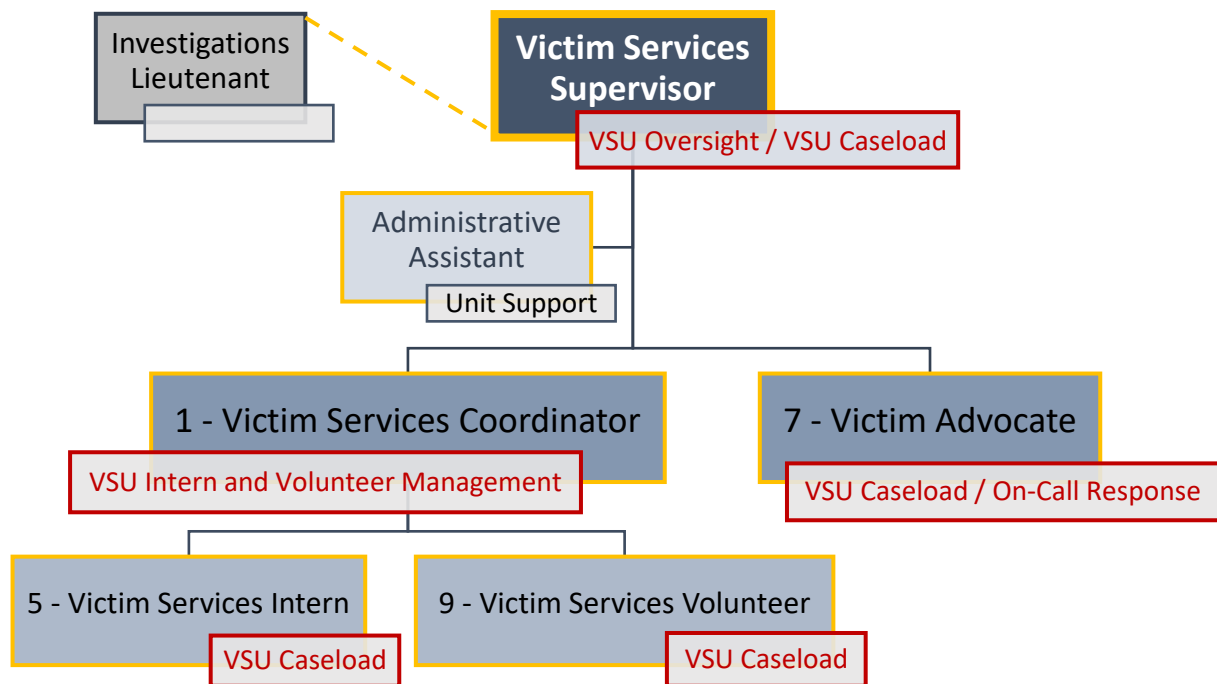 Investigations
Lieutenant
Victim Services
Supervisor
VSU Oversight / VSU Caseload
Administrative
Assistant
Unit Support
1 - Victim Services Coordinator
VSU Intern and Volunteer Management
7 - Victim Advocate
VSU Caseload / On-Call Response
5 - Victim Services Intern
VSU Caseload
9 - Victim Services Volunteer
VSU Caseload